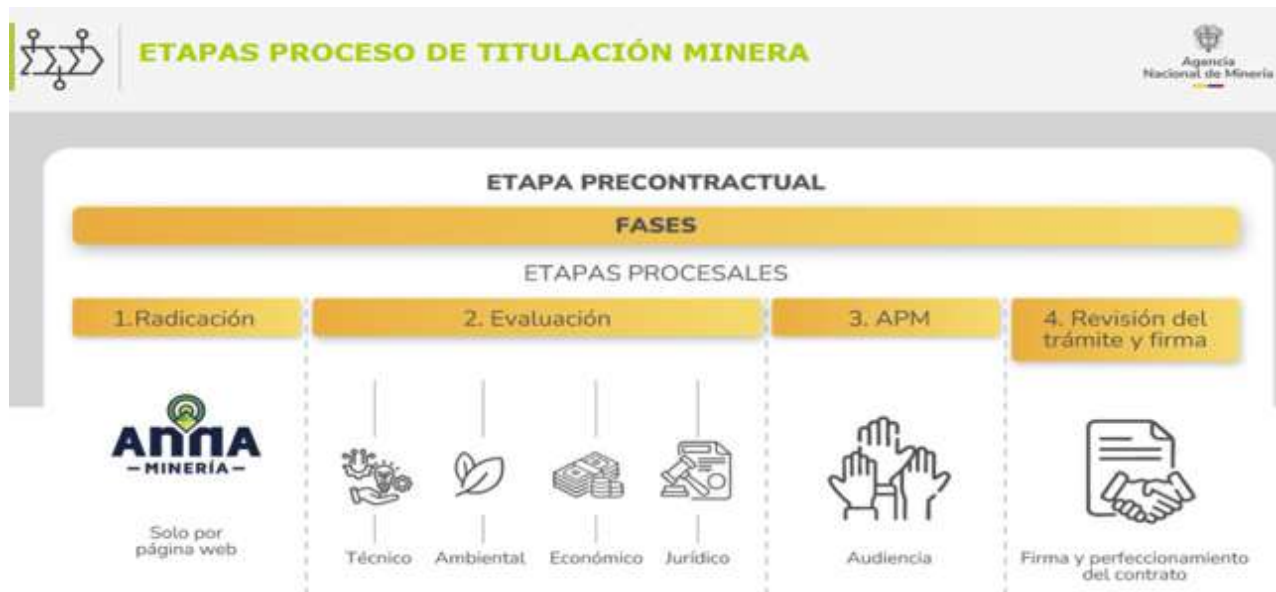 ETAPAS PROCESO DE TITULACIÓN MINERA
Agencia
Nacional de Minería
ETAPA PRECONTRACTUAL
FASES
ETAPAS PROCESALES
1.Radicación
2. Evaluación
3. APM
4. Revisión del
trámite y firma
ANNA
–MINERÍA–
Solo por
página web
Técnico
Ambiental
Económico
Jurídico
Audiencia
Firma y perfeccionamiento
del contrato